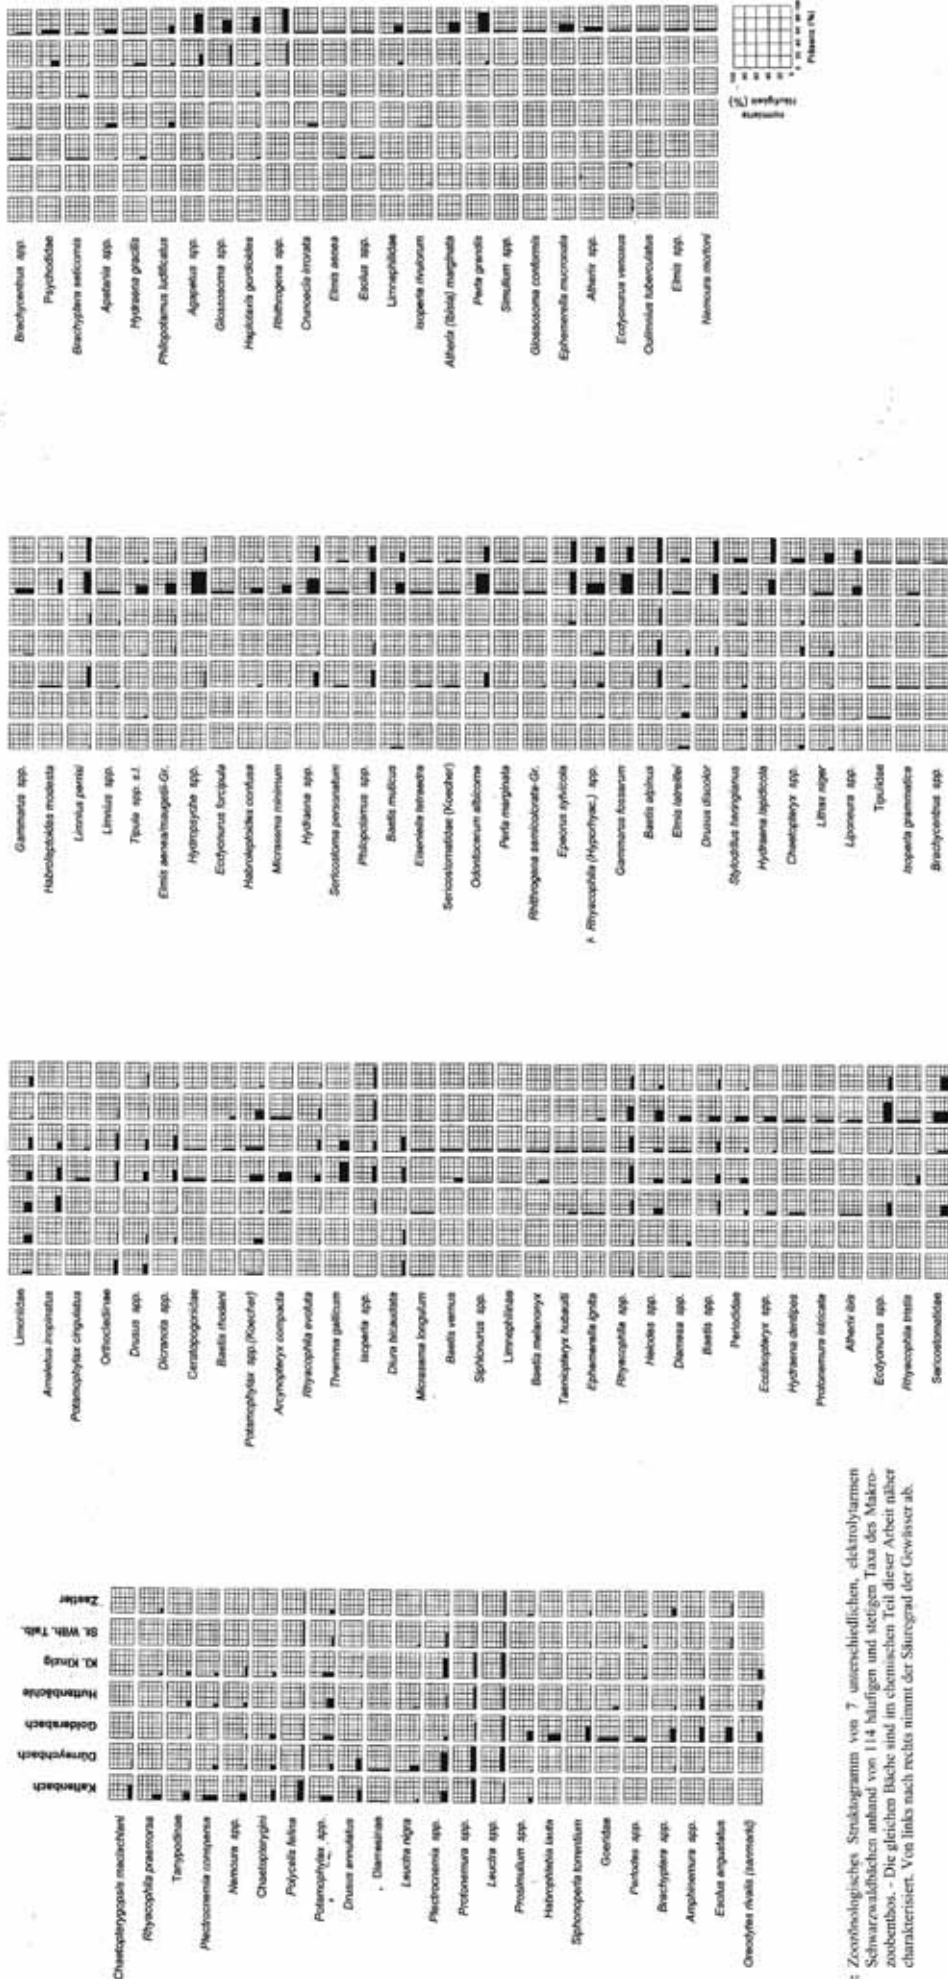 Kaltenbach
Dürreychbach
Goldersbach
Huttenbächle
Kl. Kinzig
St. Wilh. Talb.
Zastler
Chaetopterygopsis maclachlani
Rhyacophila praemorsa
Tanypodinae
Plectrocnemia conspersa
Nemoura spp.
Chaetopterygini
Polycelis felina
Potamophylax spp.
Drusus annulatus
Diamesinae
Leuctra nigra
Plectrocnemia spp.
Protonemura spp.
Leuctra spp.
Prosimulium spp.
Habrophlebia lauta
Siphonoperla torrentium
Goeridae
Perlodes spp.
Brachyptera spp.
Amphinemura spp.
Esolus angustatus
Oreodytes rivalis (sanmarki)
Limoniidae
Ameletus inopinatus
Potamophylax cingulatus
Orthocladiinae
Drusus spp.
Dicranota spp.
Ceratopogonidae
Baetis rhodani
Potamophylax spp.(Koecher)
Arcynopteryx compacta
Rhyacophila evoluta
Thremma gallicum
Isoperla spp.
Diura bicaudata
Micrasema longulum
Baetis vernus
Siphlonurus spp.
Limnephilinae
Baetis melanonyx
Taeniopteryx hubaulti
Ephemerella ignita
Rhyacophila spp.
Helodes spp.
Diamesa spp.
Baetis spp.
Perlodidae
Ecclisopteryx spp.
Hydraena dentipes
Protonemura intricata
Atherix ibis
Ecdyonurus spp.
Rhyacophila tristis
Sericostomatidae
Gammarus spp.
Habroleptoides modesta
Limnius perrisi
Limnius spp.
Tipula spp. s.l.
Elmis aenea/maugetii-Gr.
Hydropsyche spp.
Ecdyonurus forcipula
Habroleptoides confusa
Micrasema minimum
Hydraena spp.
Sericostoma personatum
Philopotamus spp.
Baetis muticus
Eiseniella tetraedra
Sericostomatidae (Koecher)
Odontocerum albicorne
Perla marginata
Rhithrogena semicolorata-Gr.
Epeorus sylvicola
Rhyacophila (Hyporhyac.) spp.
Gammarus fossarum
Baetis alpinus
Elmis latreillei
Drusus discolor
Stylodrilus heringianus
Hydraena lapidicola
Chaetopteryx spp.
Lithax niger
Liponeura spp.
Tipulidae
Isoperla grammatica
Brachycentrus spp.
Brachycentrus spp.
Psychodidae
Brachyptera seticornis
Apatania spp.
Hydraena gracilis
Philopotamus ludificatus
Agapetus spp.
Glossosoma spp.
Haplotaxis gordioides
Rhithrogena spp.
Crunoecia irrorata
Elmis aenea
Esolus spp.
Limnephilidae
Isoperla rivulorum
Atherix (Ibisia) marginata
Perla grandis
Simulium spp.
Glossosoma conformis
Ephemerella mucronata
Atherix spp.
Ecdyonurus venosus
Oulimnius tuberculatus
Elmis spp.
Nemoura mortoni
numerische
Häufigkeit (%)
Präsenz (%)
: Zoozönologisches Struktogramm von 7 unterschiedlichen, elektrolytarmen
Schwarzwaldbächen anhand von 114 häufigen und stetigen Taxa des Makro-
zoobenthos. - Die gleichen Bäche sind im chemischen Teil dieser Arbeit näher
charakterisiert. Von links nach rechts nimmt der Säuregrad der Gewässer ab.